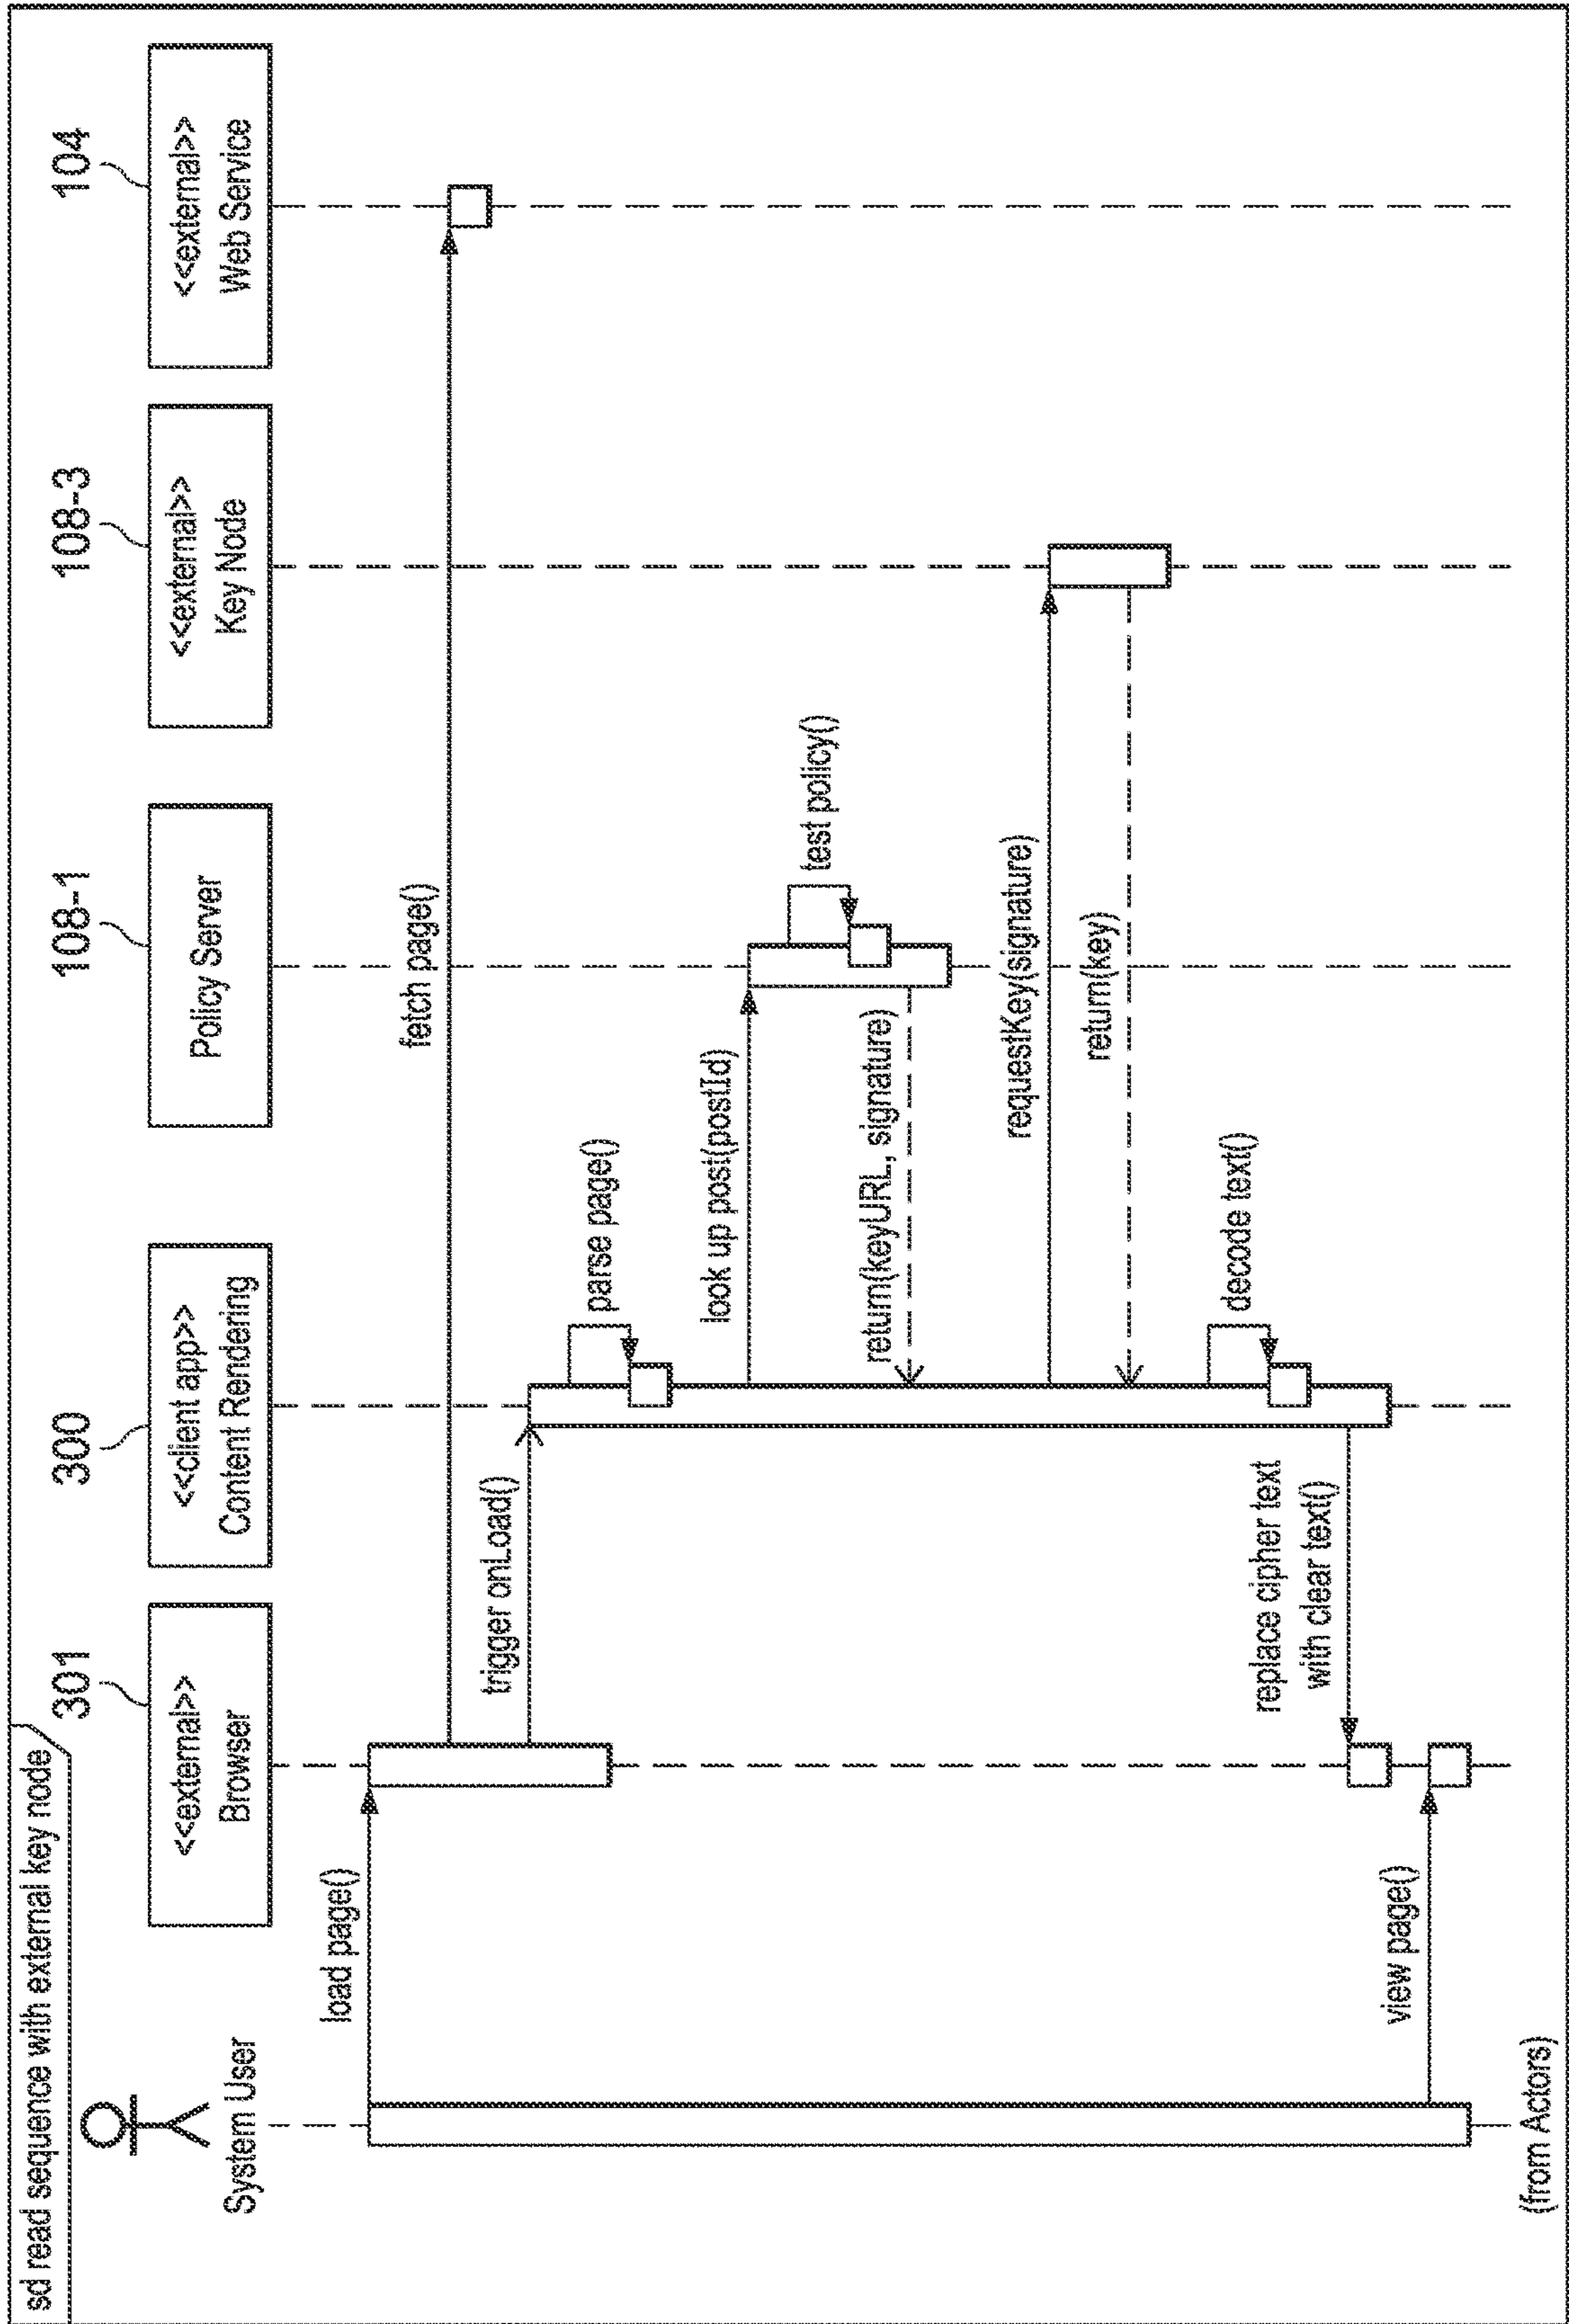 sd read sequence with external key node
System User
301
<<external>>
Browser
300
<<client app>>
Content Rendering
108-1
Policy Server
108-3
<<external>>
Key Node
104
<<external>>
Web Service
load page()
fetch page()
trigger onLoad()
parse page()
look up post(postId)
test policy()
return(keyURL, signature)
requestKey(signature)
return(key)
decode text()
replace cipher text
with clear text()
view page()
(from Actors)